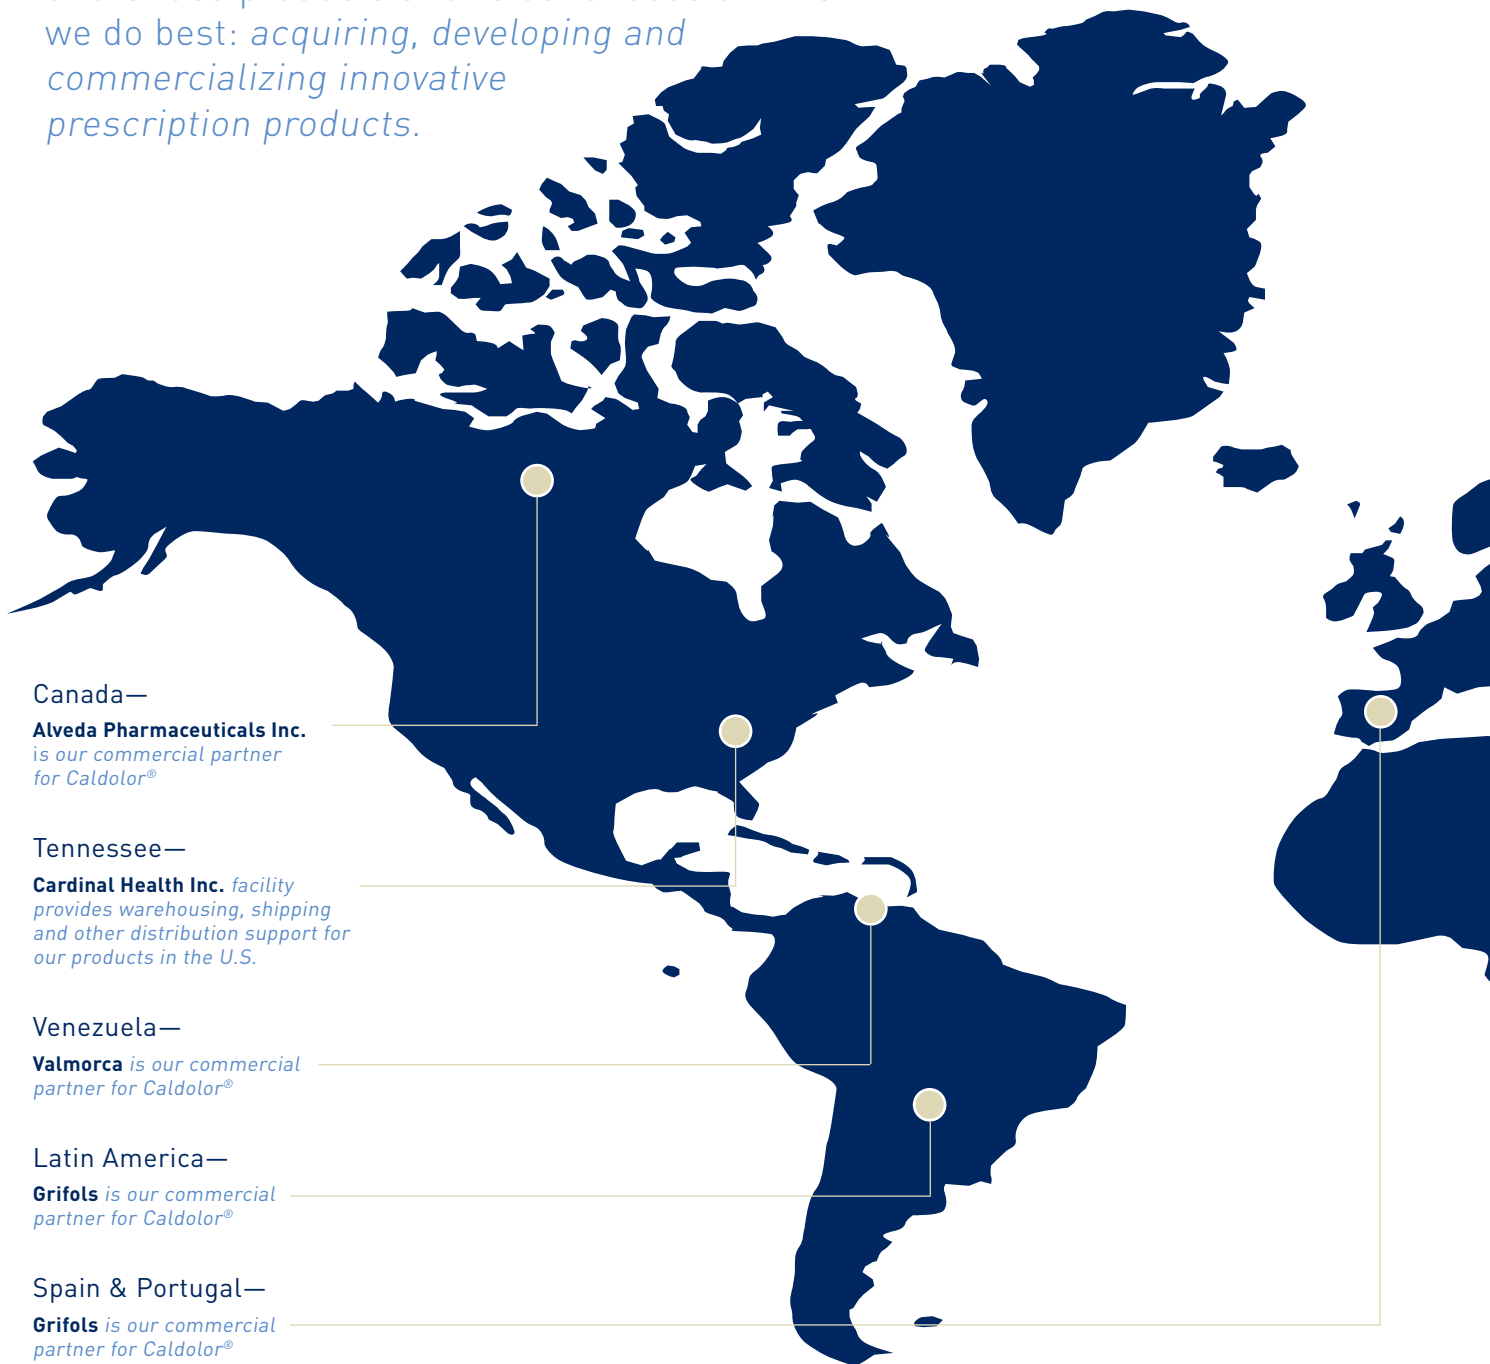 we do best: acquiring, developing and
commercializing innovative
prescription products.
Canada—
Alveda Pharmaceuticals Inc.
is our commercial partner
for Caldolor®
Tennessee—
Cardinal Health Inc. facility
provides warehousing, shipping
and other distribution support for
our products in the U.S.
Venezuela—
Valmorca is our commercial
partner for Caldolor®
Latin America—
Grifols is our commercial
partner for Caldolor®
Spain & Portugal—
Grifols is our commercial
partner for Caldolor®